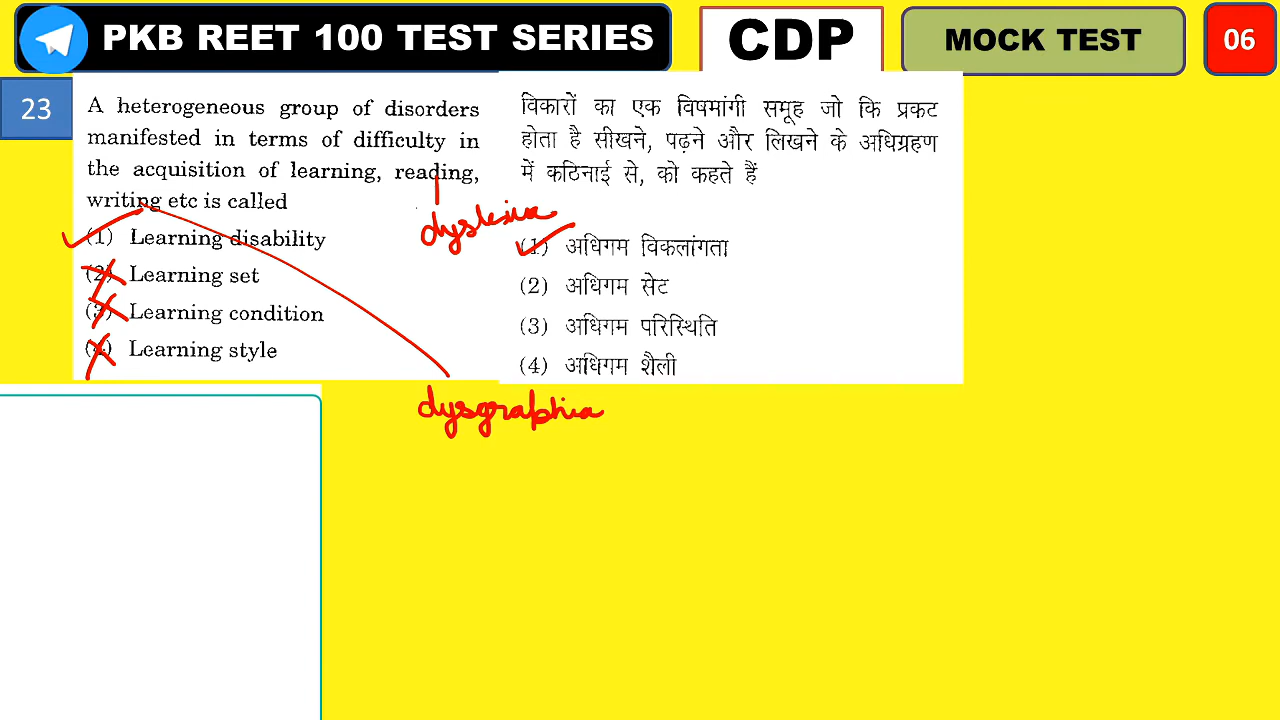 PKB REET 100 TEST SERIES
CDP
MOCK TEST
06
23
A heterogeneous group of disorders
manifested in terms of difficulty in
the acquisition of learning, reading,
writing etc is called
dyslexia
(1) Learning disability
(2) Learning set
(3) Learning condition
(4) Learning style
विकारों का एक विषमांगी समूह जो कि प्रकट
होता है सीखने, पढ़ने और लिखने के अधिग्रहण
में कठिनाई से, को कहते हैं
(1) अधिगम विकलांगता
(2) अधिगम सेट
(3) अधिगम परिस्थिति
(4) अधिगम शैली
dysgraphia